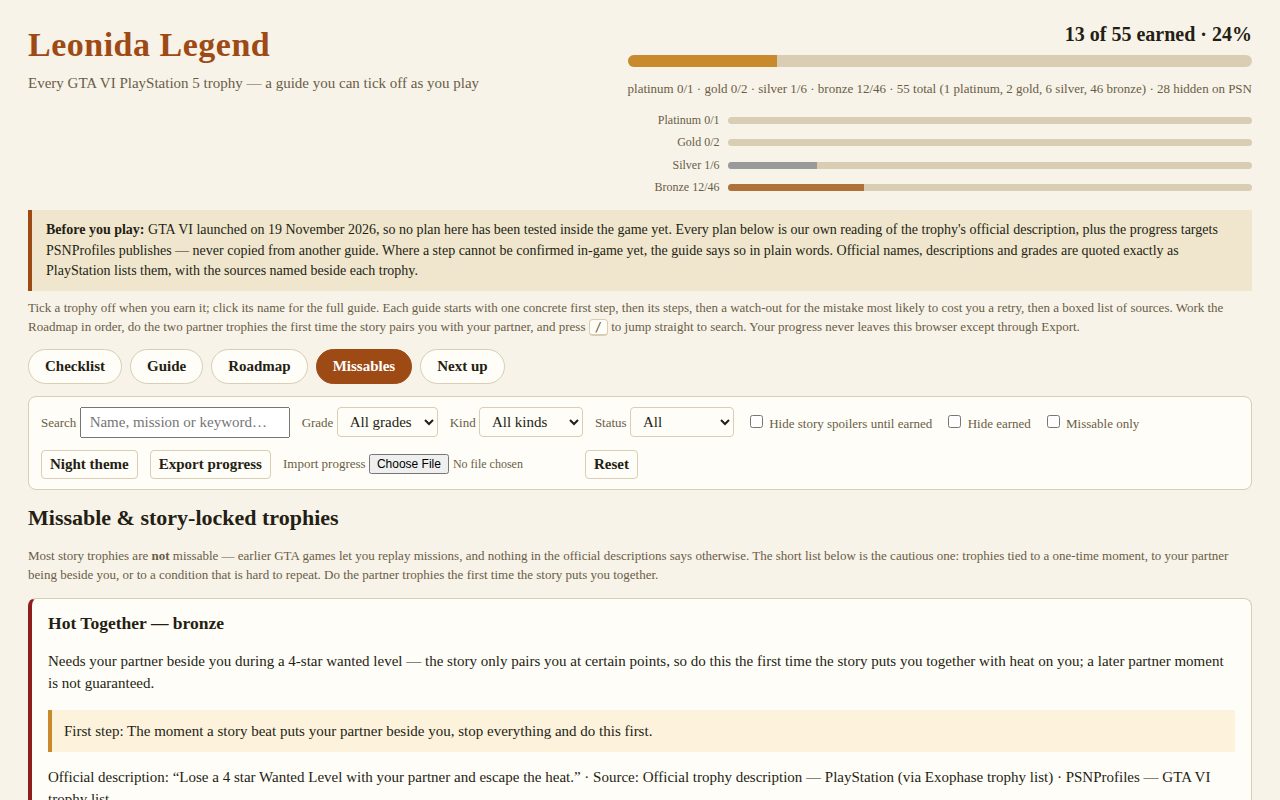 Leonida Legend
Every GTA VI PlayStation 5 trophy — a guide you can tick off as you play
13 of 55 earned · 24%
platinum 0/1 · gold 0/2 · silver 1/6 · bronze 12/46 · 55 total (1 platinum, 2 gold, 6 silver, 46 bronze) · 28 hidden on PSN
Platinum 0/1
Gold 0/2
Silver 1/6
Bronze 12/46
Before you play: GTA VI launched on 19 November 2026, so no plan here has been tested inside the game yet. Every plan below is our own reading of the trophy's official description, plus the progress targets
PSNProfiles publishes — never copied from another guide. Where a step cannot be confirmed in-game yet, the guide says so in plain words. Official names, descriptions and grades are quoted exactly as
PlayStation lists them, with the sources named beside each trophy.
Tick a trophy off when you earn it; click its name for the full guide. Each guide starts with one concrete first step, then its steps, then a watch-out for the mistake most likely to cost you a retry, then a boxed list of sources. Work the
Roadmap in order, do the two partner trophies the first time the story pairs you with your partner, and press / to jump straight to search. Your progress never leaves this browser except through Export.
Checklist Guide Roadmap Missables Next up
Search Name, mission or keyword… Grade All grades Kind All kinds Status All Hide story spoilers until earned Hide earned Missable only
Night theme Export progress Import progress Choose File No file chosen Reset
Missable & story-locked trophies
Most story trophies are not missable — earlier GTA games let you replay missions, and nothing in the official descriptions says otherwise. The short list below is the cautious one: trophies tied to a one-time moment, to your partner
being beside you, or to a condition that is hard to repeat. Do the partner trophies the first time the story puts you together.
Hot Together — bronze
Needs your partner beside you during a 4-star wanted level — the story only pairs you at certain points, so do this the first time the story puts you together with heat on you; a later partner moment
is not guaranteed.
First step: The moment a story beat puts your partner beside you, stop everything and do this first.
Official description: “Lose a 4 star Wanted Level with your partner and escape the heat.” · Source: Official trophy description — PlayStation (via Exophase trophy list) · PSNProfiles — GTA VI
trophy list